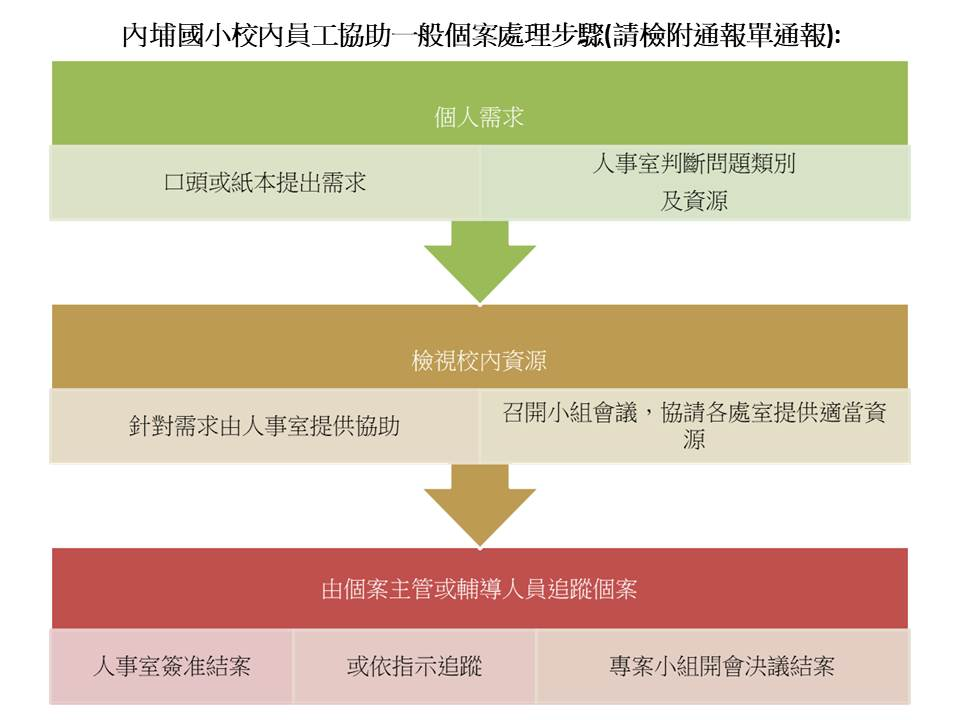 內埔國小校內員工協助一般個案處理步驟(請檢附通報單通報):
個人需求
口頭或紙本提出需求
人事室判斷問題類別
及資源
檢視校內資源
針對需求由人事室提供協助
召開小組會議，協請各處室提供適當資
源
由個案主管或輔導人員追蹤個案
人事室簽准結案
或依指示追蹤
專案小組開會決議結案